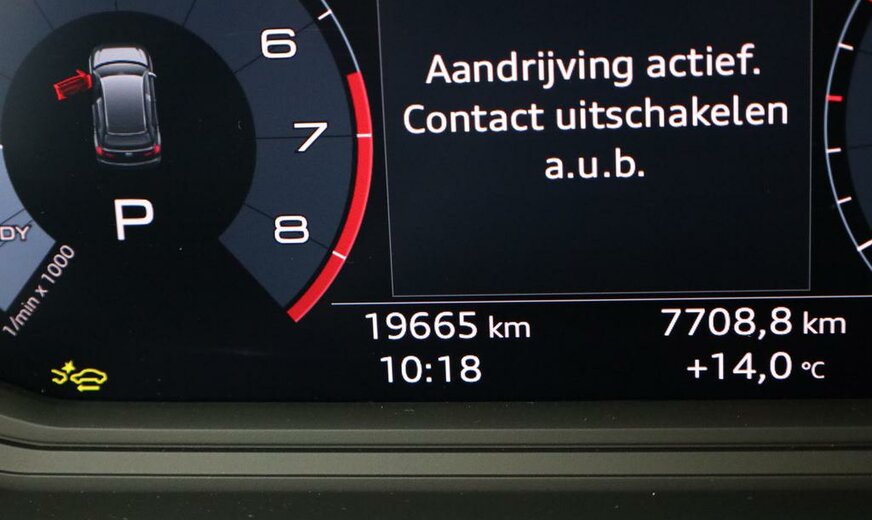 6
7
8
P
DY
1/min x 1000
Aandrijving actief.
Contact uitschakelen
a.u.b.
19665 km
7708,8 km
10:18
+14,0 °C